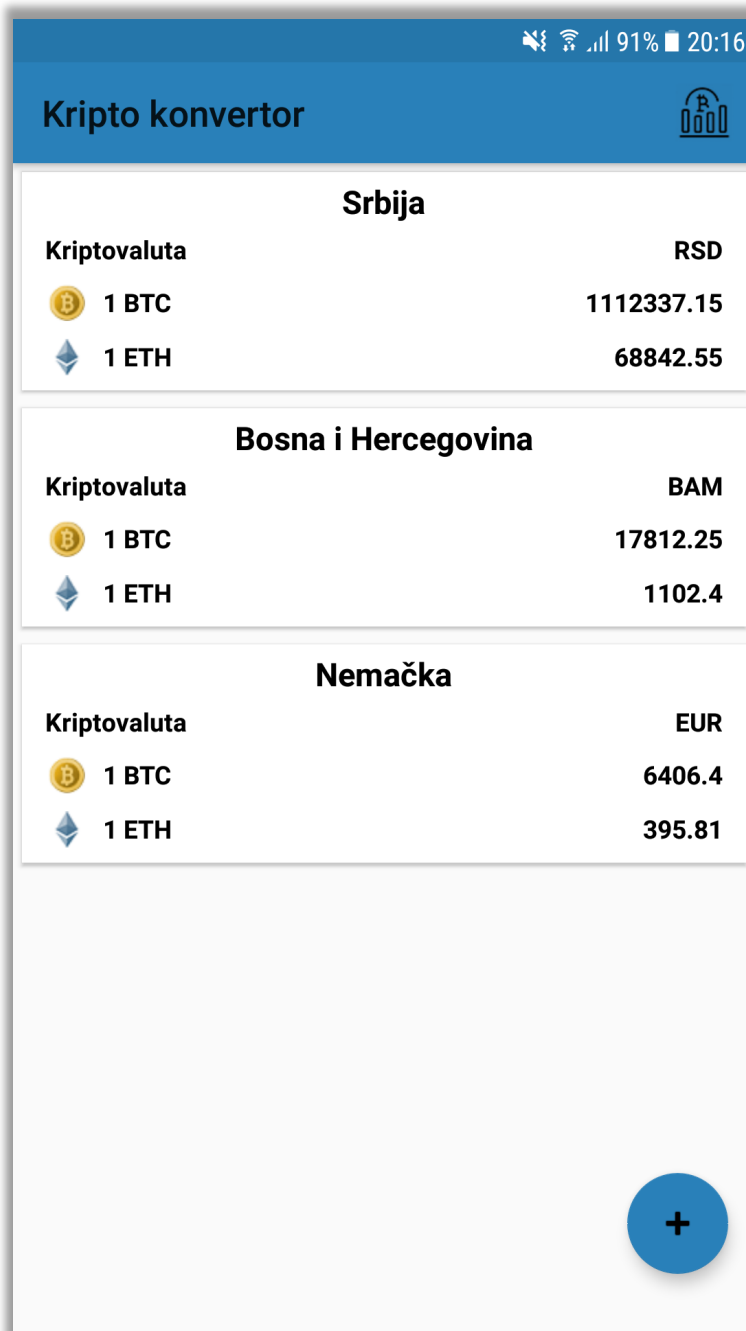 91% 20:16
Kripto konvertor
Srbija
Kriptovaluta RSD
1 BTC 1112337.15
1 ETH 68842.55
Bosna i Hercegovina
Kriptovaluta BAM
1 BTC 17812.25
1 ETH 1102.4
Nemačka
Kriptovaluta EUR
1 BTC 6406.4
1 ETH 395.81
+